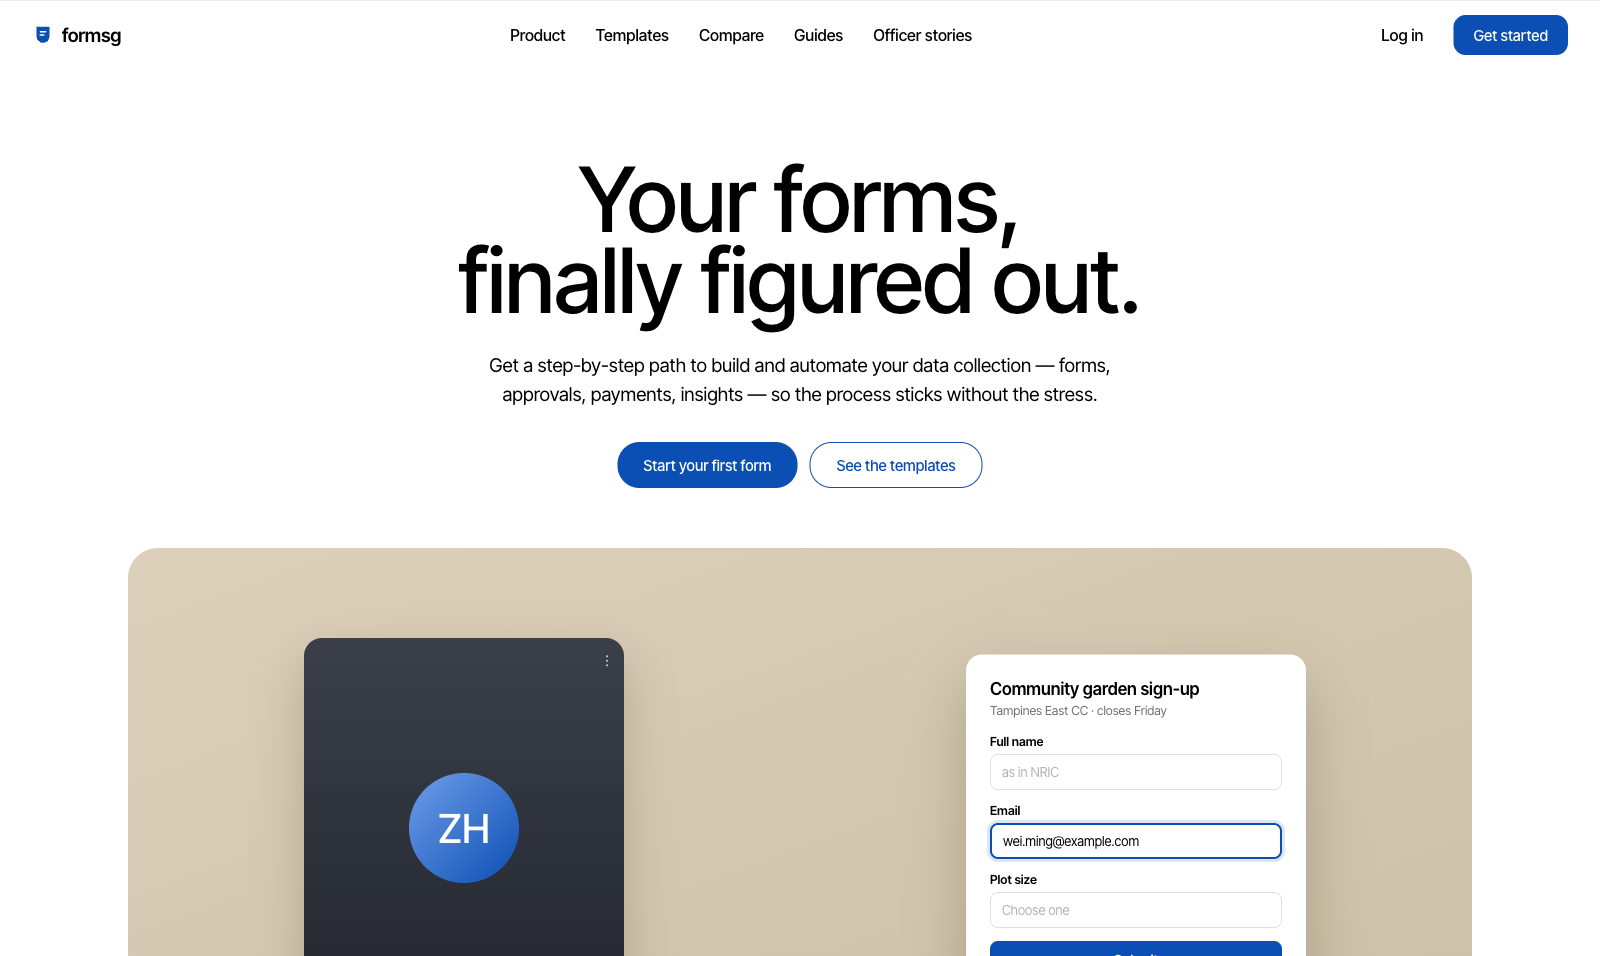 formsg
Product
Templates
Compare
Guides
Officer stories
Log in
Get started
Your forms,
finally figured out.
Get a step-by-step path to build and automate your data collection — forms,
approvals, payments, insights — so the process sticks without the stress.
Start your first form
See the templates
ZH
Community garden sign-up
Tampines East CC · closes Friday
Full name
as in NRIC
Email
wei.ming@example.com
Plot size
Choose one